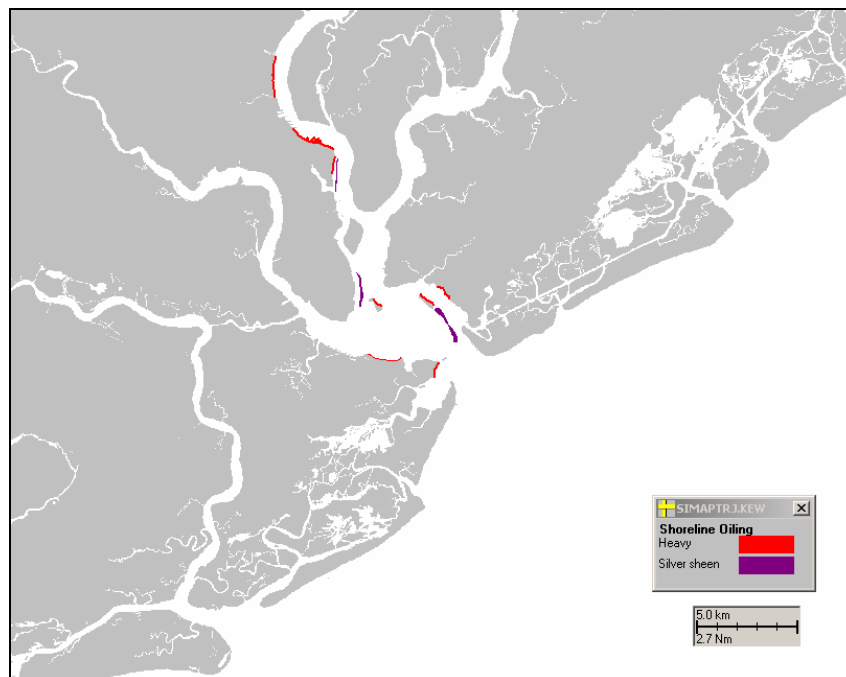 SIMAPTRJ.KEW
Shoreline Oiling
Heavy
Silver sheen
5.0 km
2.7 Nm